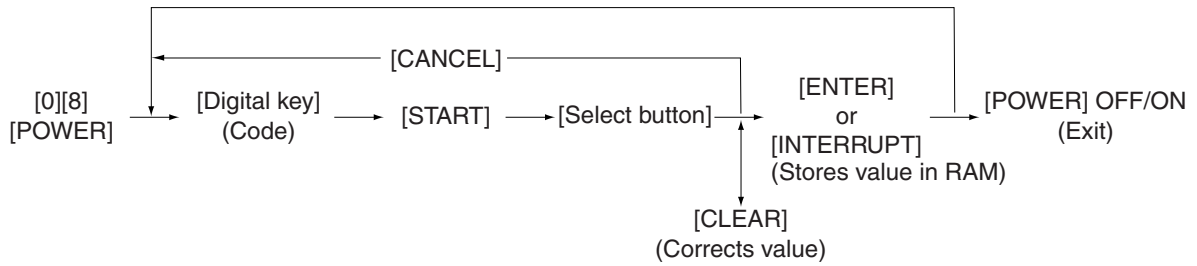 [CANCEL]
[0][8]
[POWER]
[Digital key]
(Code)
[START]
[Select button]
[ENTER]
or
[INTERRUPT]
(Stores value in RAM)
[POWER] OFF/ON
(Exit)
[CLEAR]
(Corrects value)